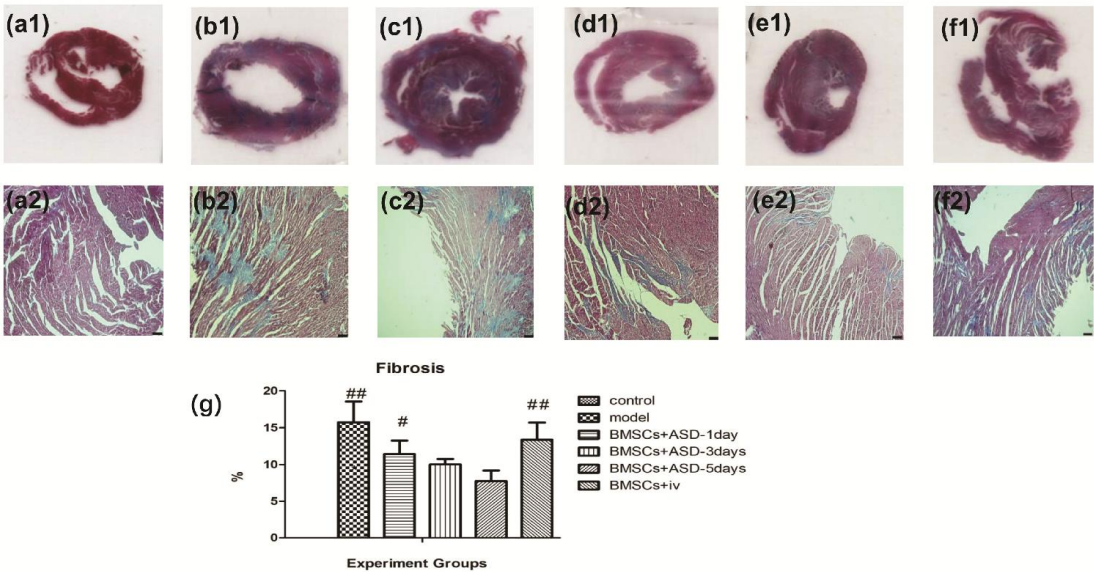 (a1) (b1) (c1) (d1) (e1) (f1)
(a2) (b2) (c2) (d2) (e2) (f2)
Fibrosis
(g)
20
15
10
5
0
%
## # ##
control
model
BMSCs+ASD-1day
BMSCs+ASD-3days
BMSCs+ASD-5days
BMSCs+iv
Experiment Groups